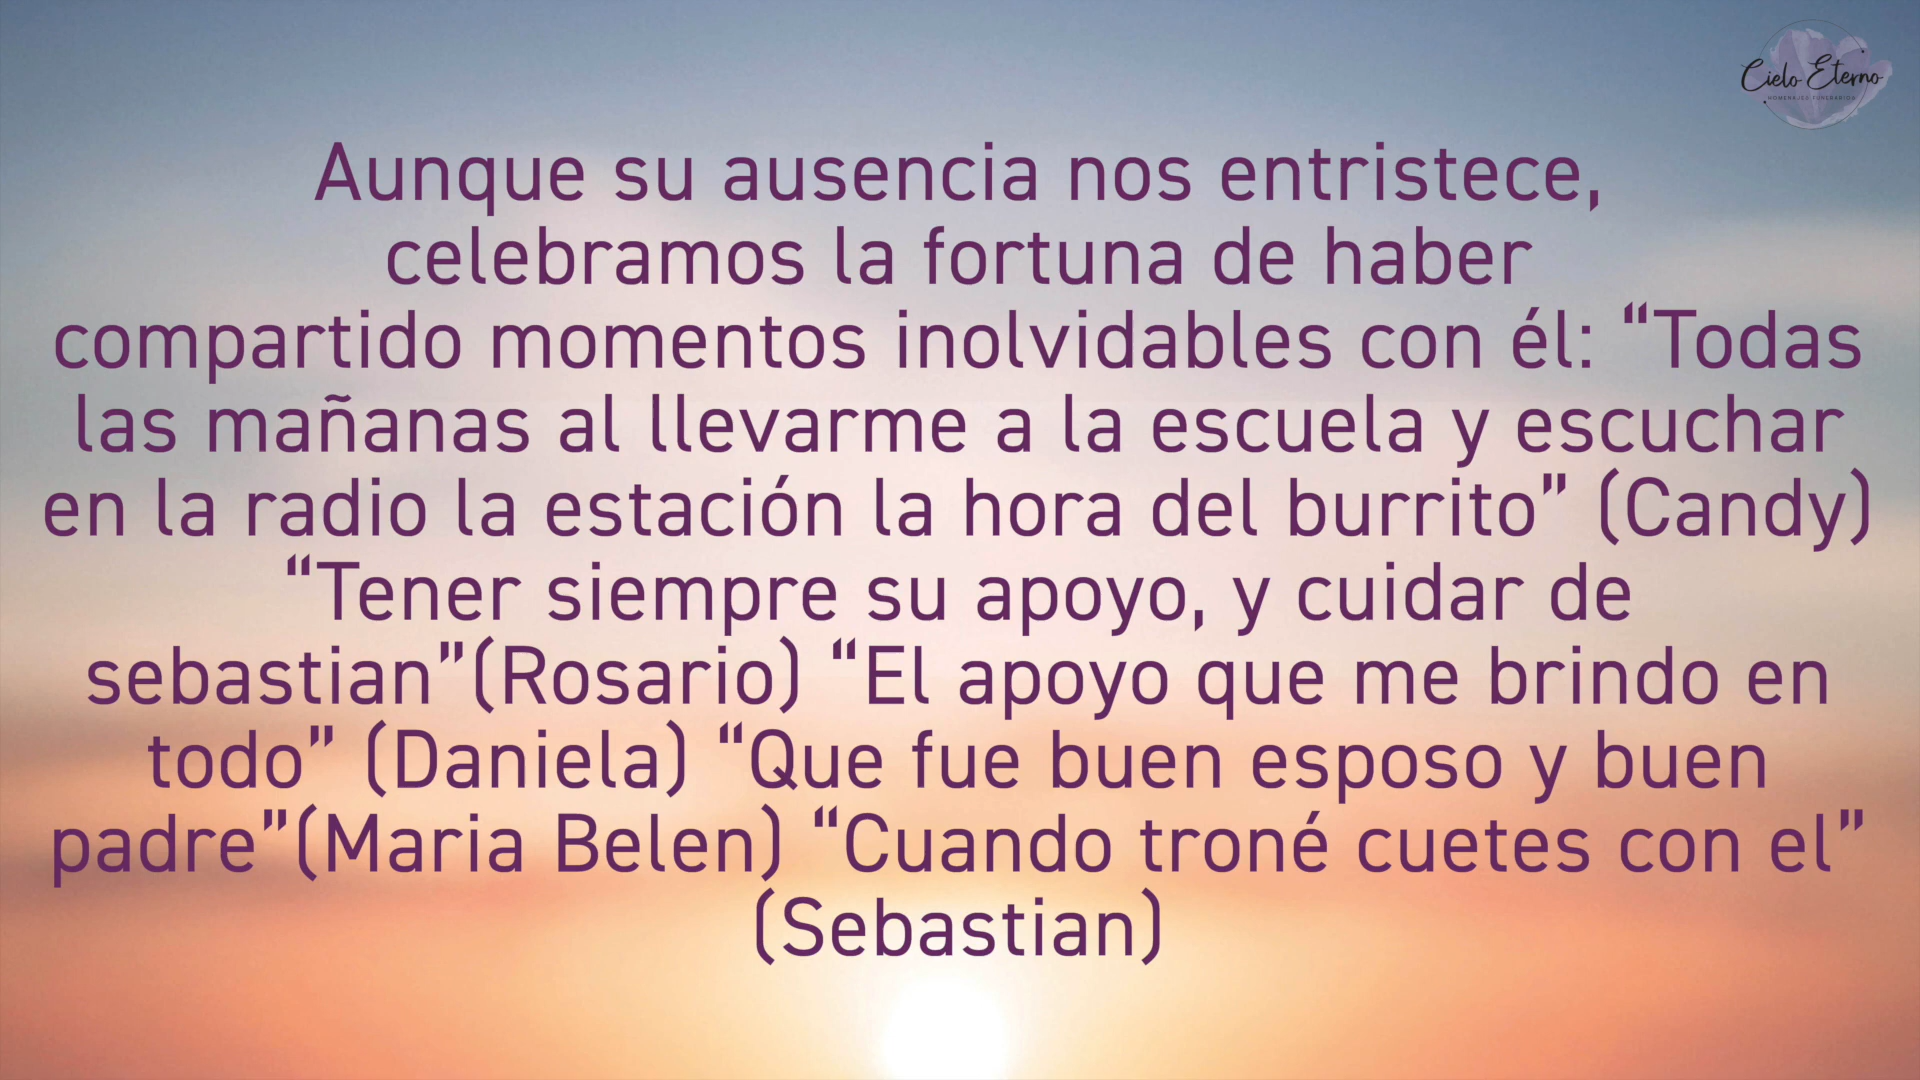 Cielo Eterno
HOMENAJES FUNERARIOS
Aunque su ausencia nos entristece,
celebramos la fortuna de haber
compartido momentos inolvidables con él: “Todas
las mañanas al llevarme a la escuela y escuchar
en la radio la estación la hora del burrito” (Candy)
“Tener siempre su apoyo, y cuidar de
sebastian”(Rosario) “El apoyo que me brindo en
todo” (Daniela) “Que fue buen esposo y buen
padre”(Maria Belen) “Cuando troné cuetes con el”
(Sebastian)